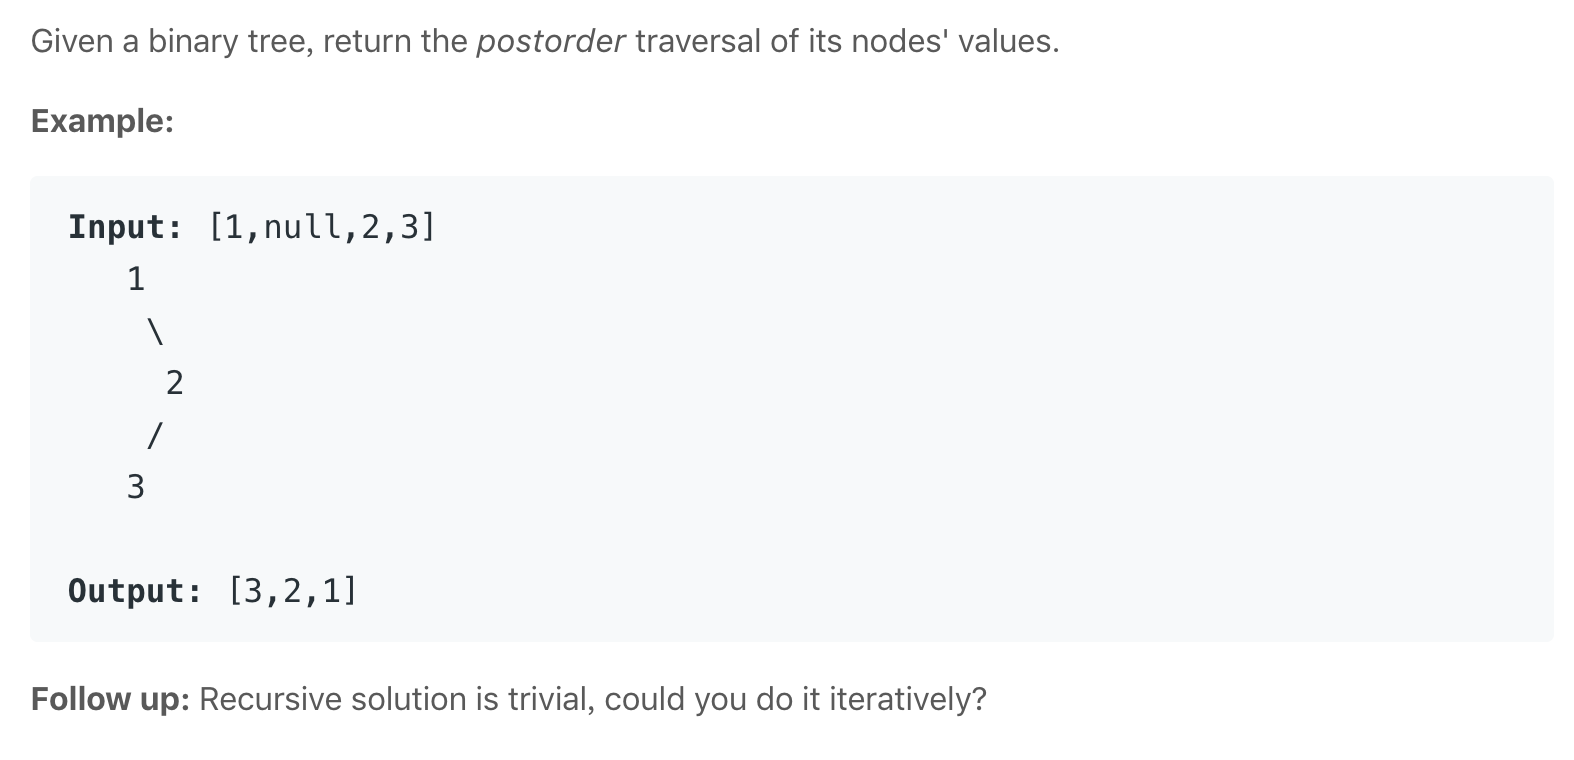 Given a binary tree, return the postorder traversal of its nodes' values.
Example:
Input: [1,null,2,3]
   1
    \
     2
    /
   3
Output: [3,2,1]
Follow up: Recursive solution is trivial, could you do it iteratively?